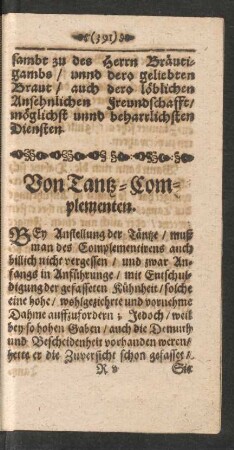 (391)
sambt zu des Herrn Bräuti-
gambs / unnd dero geliebten
Braut / auch dero löblichen
Ansehnlichen Freundschafft /
möglichst unnd beharrlichsten
Diensten.
Von Tantz-Com-
plementen.
BEy Anstellung der Täntze / muß
man des Complementirens auch
billich nicht vergessen / und zwar An-
fangs in Anführunge / mit Entschul-
digung der gefasseten Kühnheit / solche
eine hohe / wohlgezierte und vornehme
Dahme auffzufordern ; Jedoch / weil
bey so hohen Gaben / auch die Demuth
und Bescheidenheit vorhanden weren /
hette er die Zuversicht schon gefasset /
R Sie